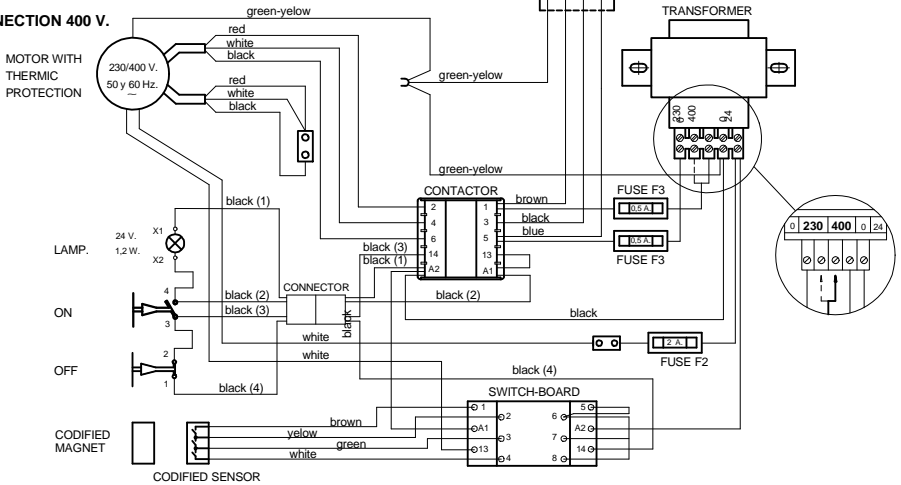 NECTION 400 V.
green-yelow
TRANSFORMER
MOTOR WITH
THERMIC
PROTECTION
230/400 V.
50 y 60 Hz.
~
red
white
black
red
white
black
green-yelow
green-yelow
230
0
400
0
24
CONTACTOR
2
4
6
14
A2
1
3
5
13
A1
brown
black
blue
FUSE F3
0,5 A.
0,5 A.
FUSE F3
0 230 400 0 24
black (1)
LAMP.
24 V.
1,2 W.
X1
X2
black (3)
black (1)
CONNECTOR
black (2)
black (2)
black (3)
black
black
ON
4
3
white
white
2 A.
FUSE F2
OFF
2
1
black (4)
black (4)
SWITCH-BOARD
1
2
A1
3
13
4
5
6
A2
7
14
8
CODIFIED
MAGNET
brown
yelow
green
white
CODIFIED SENSOR